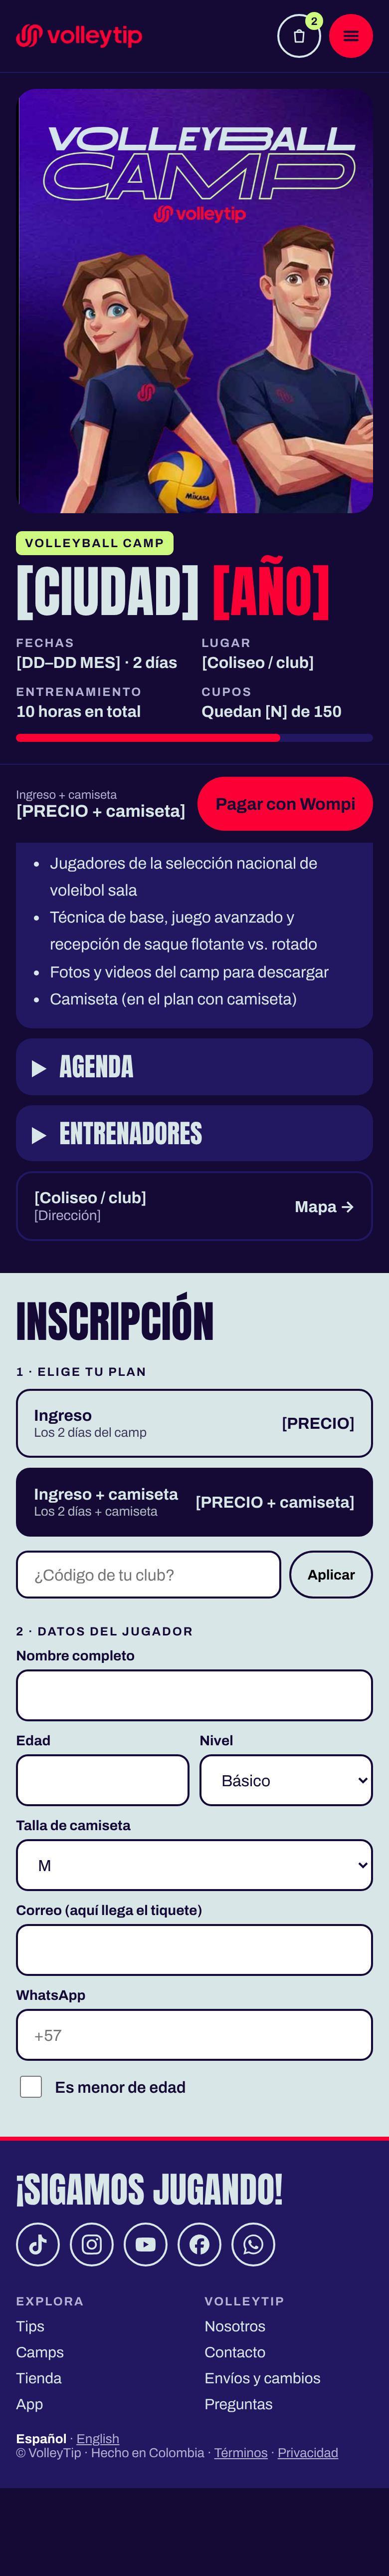 volleytip
2
VOLLEYBALL
CAMP
volleytip
MIKASA
VOLLEYBALL CAMP
[CIUDAD] [AÑO]
FECHAS
[DD–DD MES] · 2 días
LUGAR
[Coliseo / club]
ENTRENAMIENTO
10 horas en total
CUPOS
Quedan [N] de 150
Ingreso + camiseta
[PRECIO + camiseta]
Pagar con Wompi
• Jugadores de la selección nacional de
voleibol sala
• Técnica de base, juego avanzado y
recepción de saque flotante vs. rotado
• Fotos y videos del camp para descargar
• Camiseta (en el plan con camiseta)
▶ AGENDA
▶ ENTRENADORES
[Coliseo / club]
[Dirección]
Mapa →
INSCRIPCIÓN
1 · ELIGE TU PLAN
Ingreso
Los 2 días del camp
[PRECIO]
Ingreso + camiseta
Los 2 días + camiseta
[PRECIO + camiseta]
¿Código de tu club?
Aplicar
2 · DATOS DEL JUGADOR
Nombre completo
Edad
Nivel
Básico
Talla de camiseta
M
Correo (aquí llega el tiquete)
WhatsApp
+57
Es menor de edad
¡SIGAMOS JUGANDO!
EXPLORA
Tips
Camps
Tienda
App
VOLLEYTIP
Nosotros
Contacto
Envíos y cambios
Preguntas
Español · English
© VolleyTip · Hecho en Colombia · Términos · Privacidad